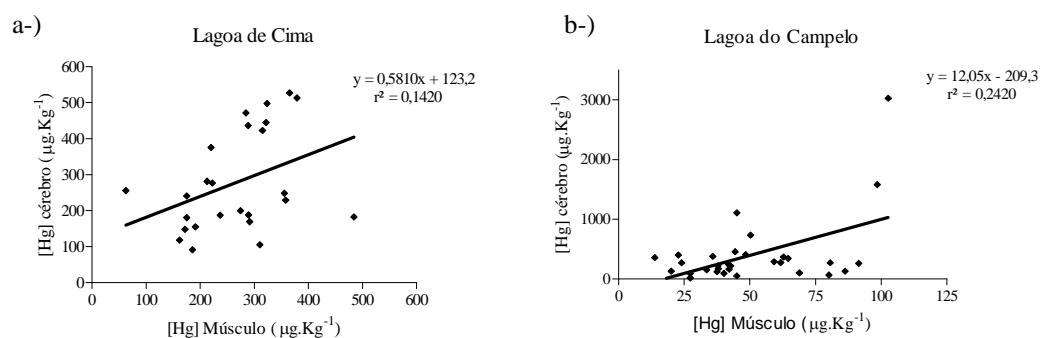 a-)
Lagoa de Cima
y = 0,5810x + 123,2
r² = 0,1420
600
500
400
300
200
100
0
0 100 200 300 400 500 600
[Hg] cérebro (µg.Kg⁻¹)
[Hg] Músculo ( µg.Kg⁻¹)
b-)
Lagoa do Campelo
y = 12,05x - 209,3
r² = 0,2420
3000
2000
1000
0
0 25 50 75 100 125
[Hg] cérebro (µg.Kg⁻¹)
[Hg] Músculo ( µg.Kg⁻¹)